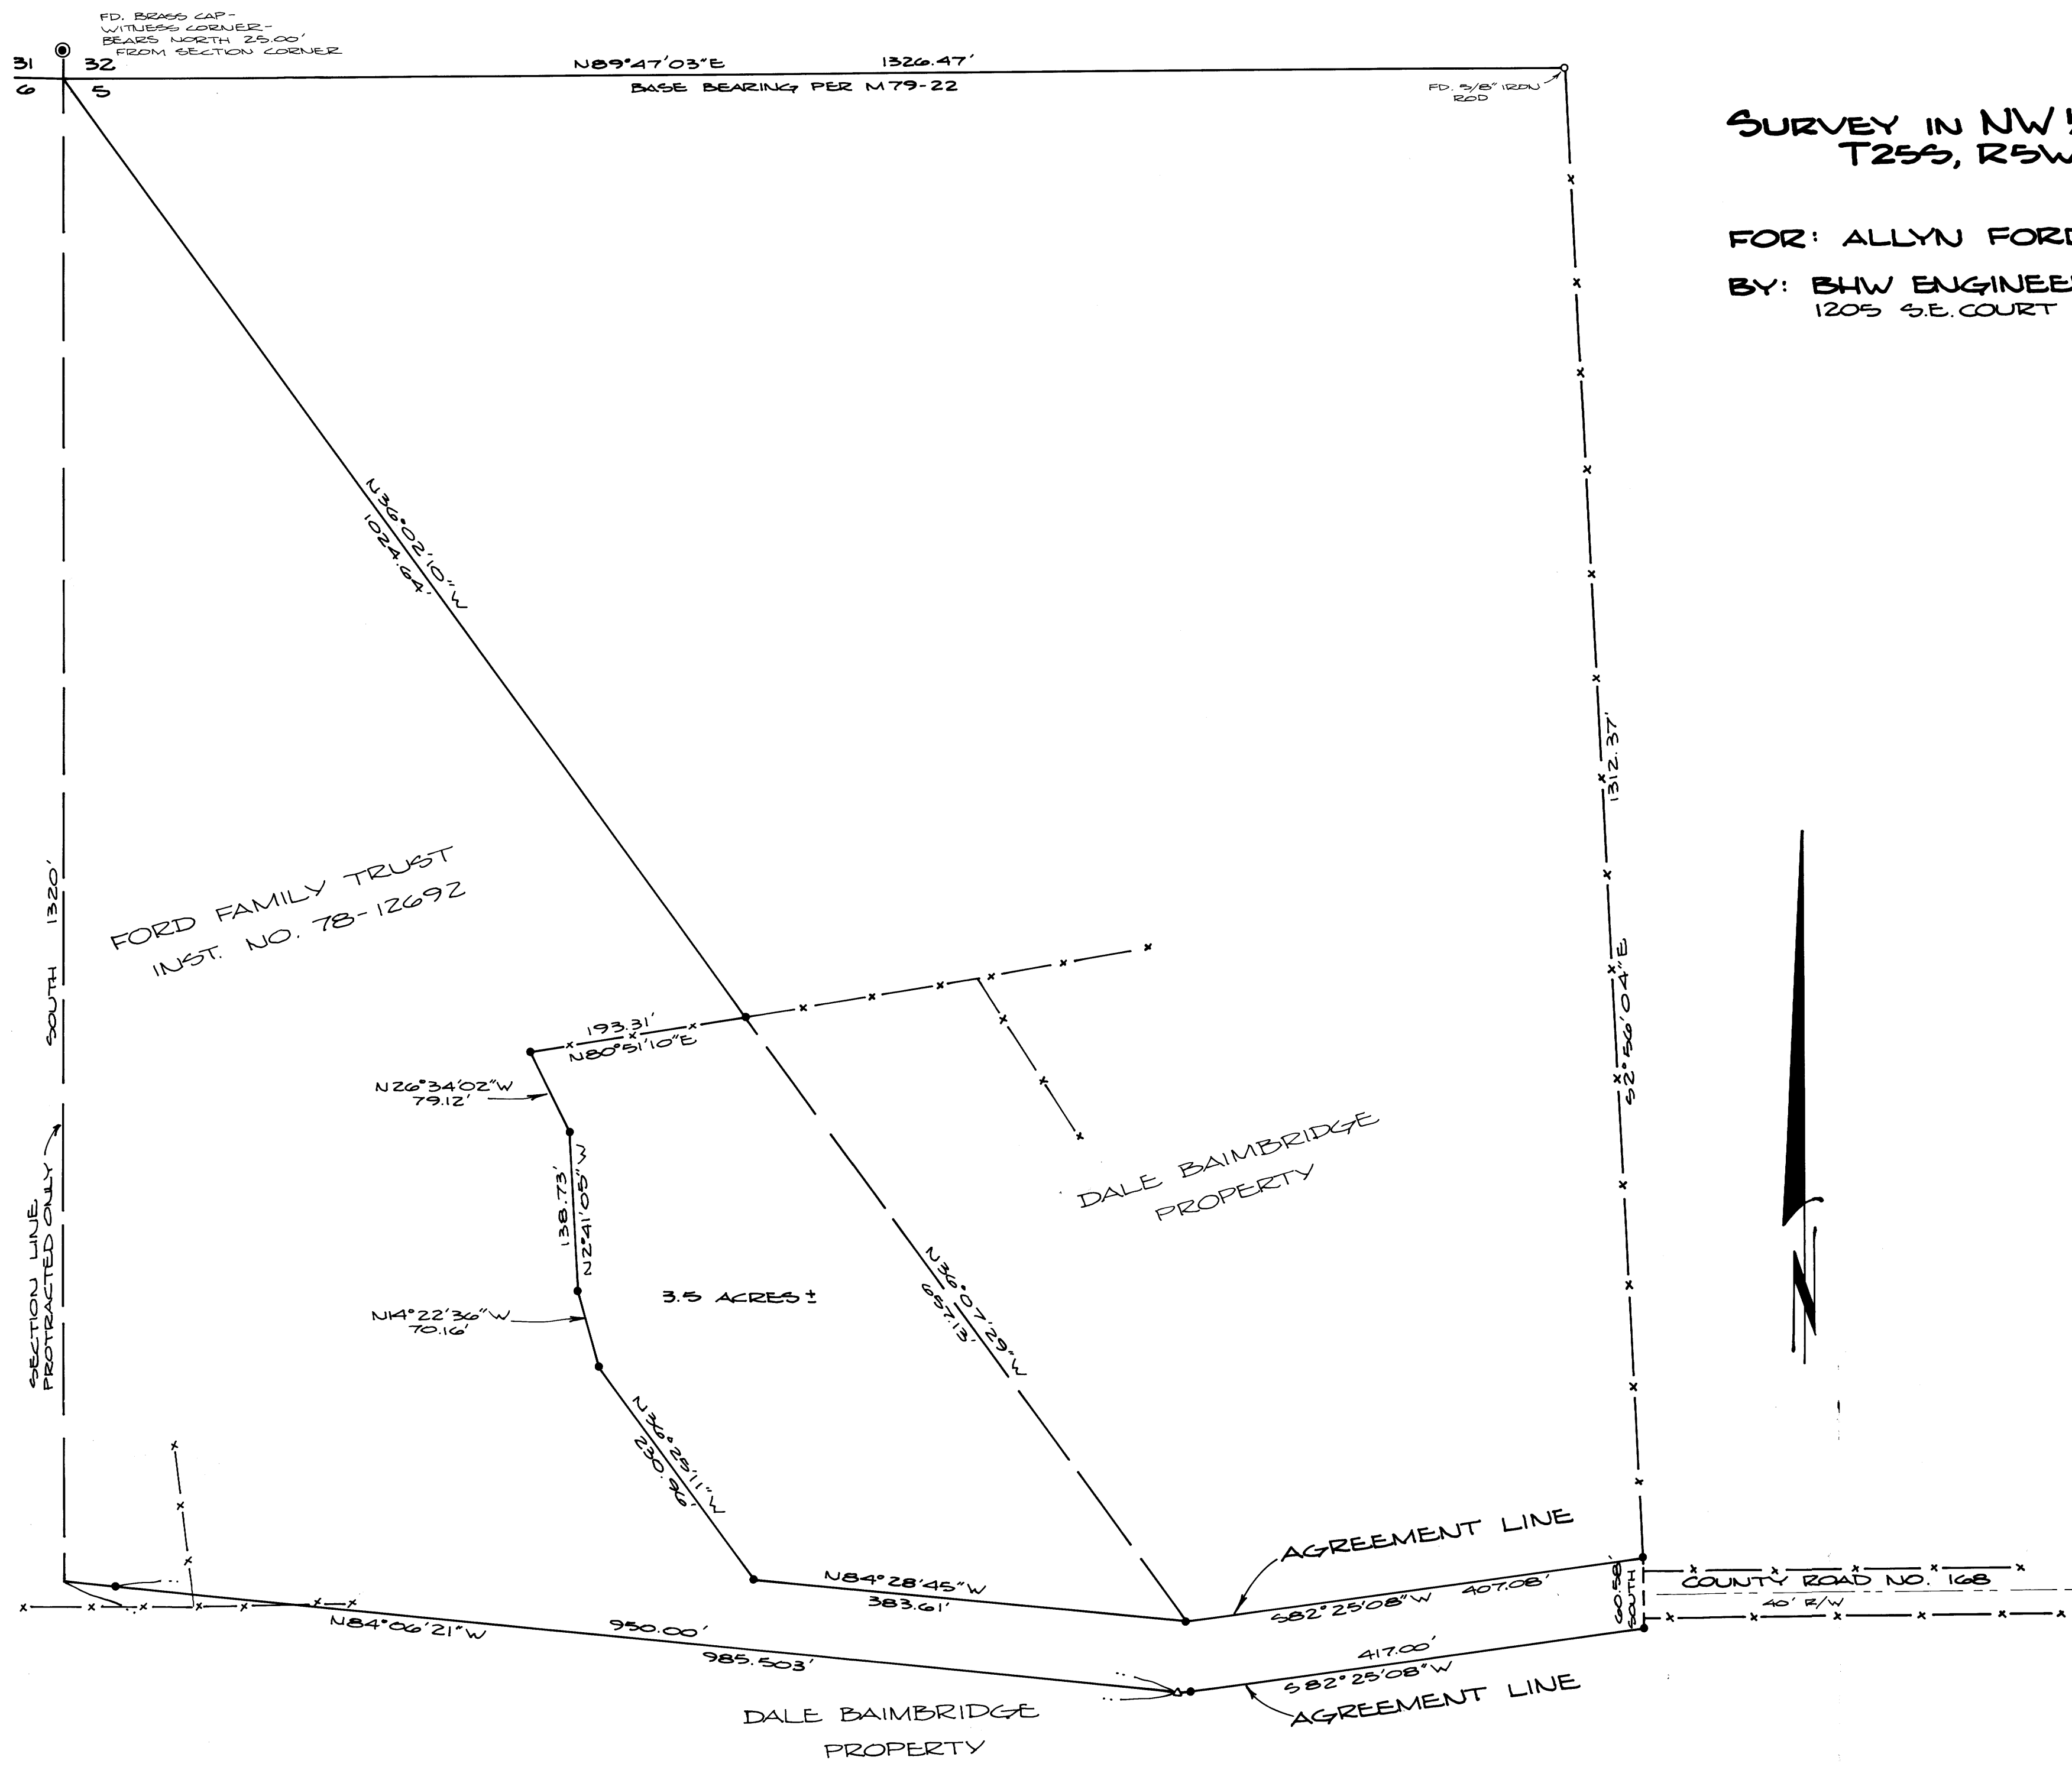 FD. BRASS CAP-
WITNESS CORNER-
BEARS NORTH 25.00'
FROM SECTION CORNER
31 32
6 5
N89°47'03"E 1326.47'
BASE BEARING PER M79-22
FD. 5/8" IRON
ROD
SURVEY IN NW
T25S, R5W
FOR: ALLYN FORD
BY: BHW ENGINEE
1205 S.E. COURT
N36°02'10"W
1024.64'
1312.37'
S2°56'04"E
SOUTH 1320'
FORD FAMILY TRUST
INST. NO. 78-12692
193.31'
N80°51'10"E
N26°34'02"W
79.12'
138.73'
N2°41'05"W
DALE BAIMBRIDGE
PROPERTY
SECTION LINE
PROTRACTED ONLY
3.5 ACRES±
N14°22'36"W
70.16'
N36°07'29"W
657.13'
N36°25'11"W
230.96'
N
AGREEMENT LINE
N84°28'45"W
383.61'
S82°25'08"W 407.08'
60.58'
SOUTH
COUNTY ROAD NO. 168
40' R/W
N84°06'21"W
950.00'
985.503'
417.00'
S82°25'08"W
AGREEMENT LINE
DALE BAIMBRIDGE
PROPERTY